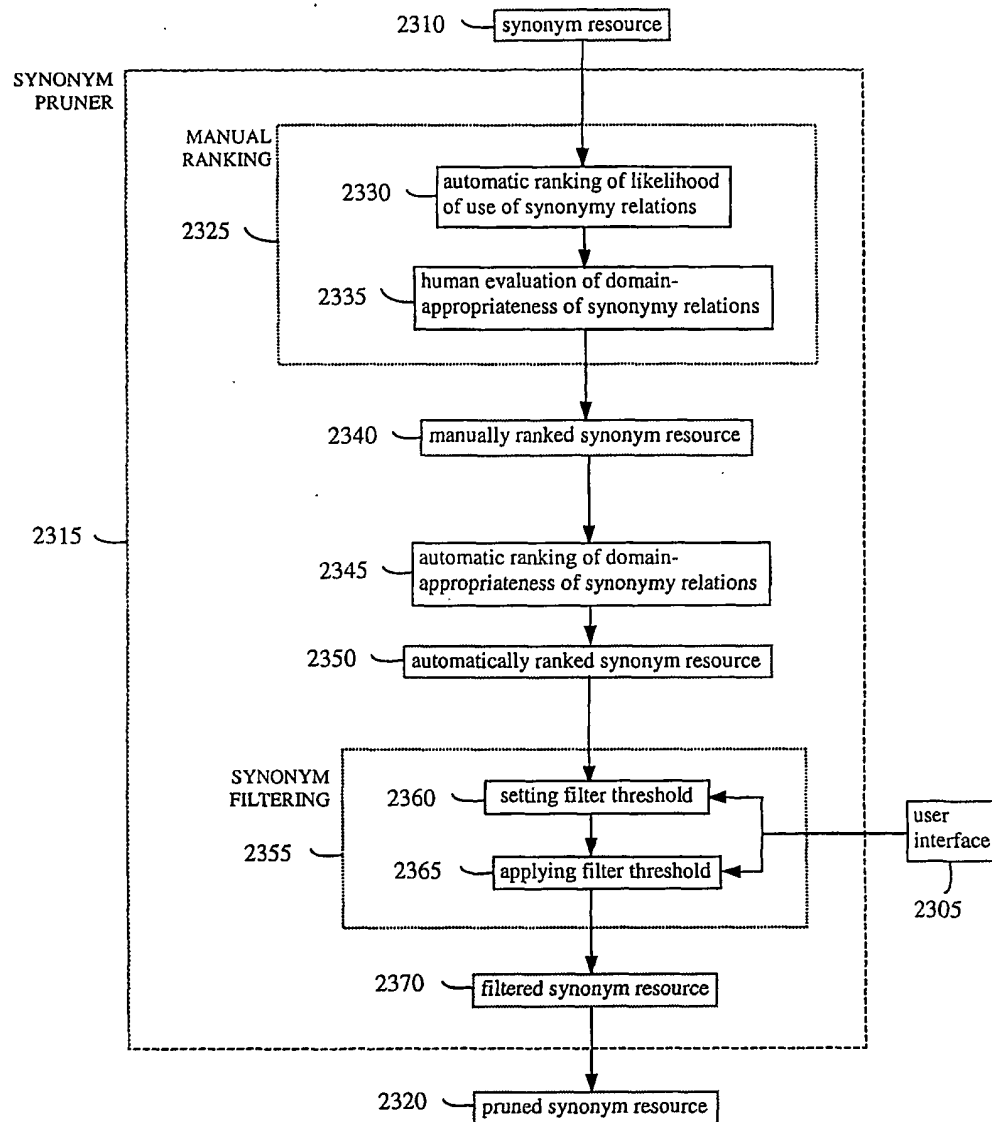 2310
synonym resource
SYNONYM
PRUNER
MANUAL
RANKING
2330
automatic ranking of likelihood
of use of synonymy relations
2325
2335
human evaluation of domain-
appropriateness of synonymy relations
2340
manually ranked synonym resource
2315
2345
automatic ranking of domain-
appropriateness of synonymy relations
2350
automatically ranked synonym resource
SYNONYM
FILTERING
2360
setting filter threshold
user
interface
2355
2365
applying filter threshold
2305
2370
filtered synonym resource
2320
pruned synonym resource